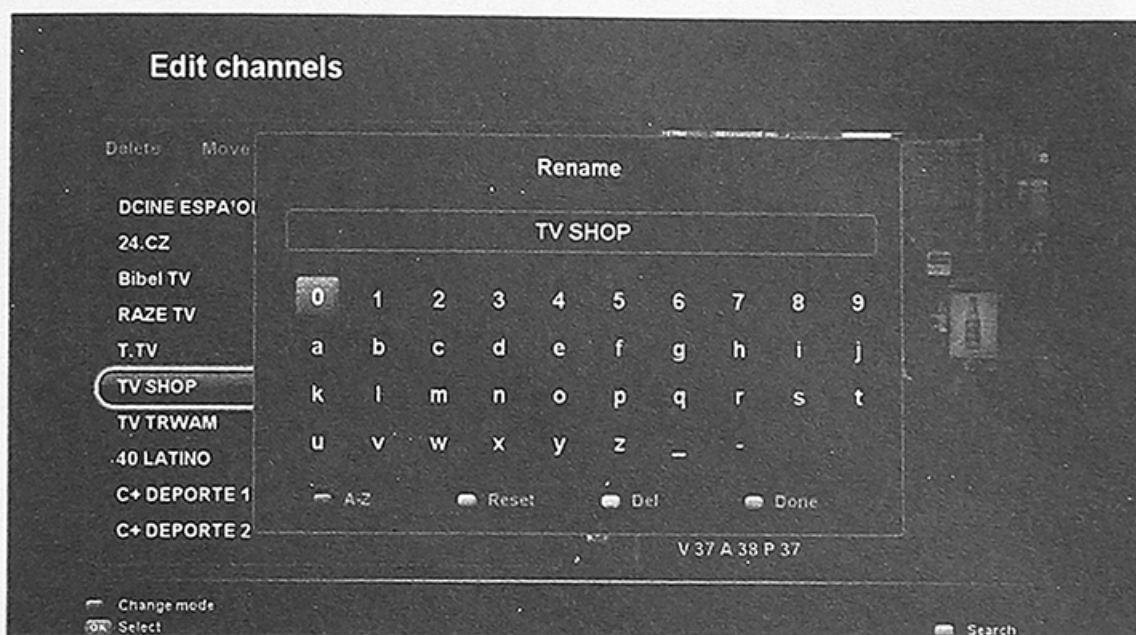 Edit channels
Delete Move
Rename
TV SHOP
DCINE ESPA'OI
24.CZ
Bibel TV
RAZE TV
T.TV
TV SHOP
TV TRWAM
40 LATINO
C+ DEPORTE 1
C+ DEPORTE 2
0 1 2 3 4 5 6 7 8 9
a b c d e f g h i j
k l m n o p q r s t
u v w x y z _ -
A-Z Reset Del Done
V 37 A 38 P 37
Change mode
OK Select
Search